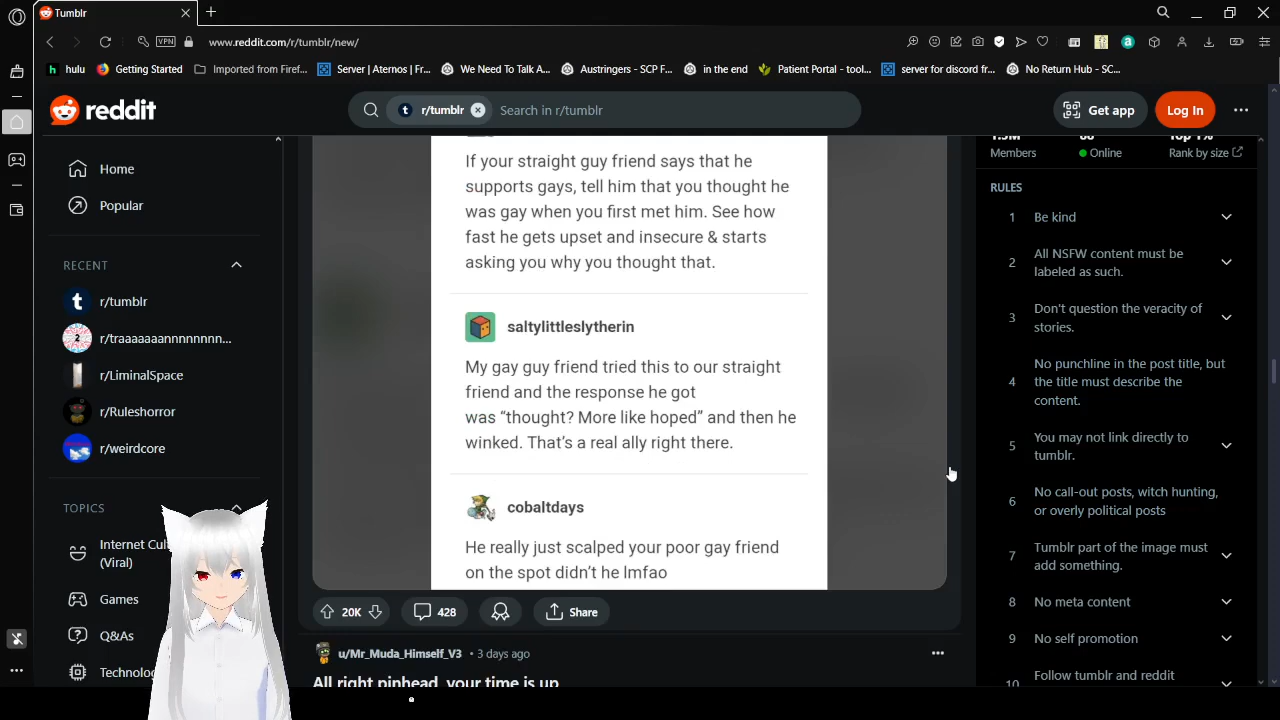 Tumblr
VPN
www.reddit.com/r/tumblr/new/
hulu
Getting Started
Imported from Firef...
Server | Aternos | Fr...
We Need To Talk A...
Austringers - SCP F...
in the end
Patient Portal - tool...
server for discord fr...
No Return Hub - SC...
reddit
r/tumblr
Search in r/tumblr
Get app
Log In
Home
Popular
RECENT
r/tumblr
r/traaaaaaannnnnnnn...
r/LiminalSpace
r/Ruleshorror
r/weirdcore
TOPICS
Internet Cul
(Viral)
Games
Q&As
Technolog
If your straight guy friend says that he
supports gays, tell him that you thought he
was gay when you first met him. See how
fast he gets upset and insecure & starts
asking you why you thought that.
saltylittleslytherin
My gay guy friend tried this to our straight
friend and the response he got
was “thought? More like hoped” and then he
winked. That’s a real ally right there.
cobaltdays
He really just scalped your poor gay friend
on the spot didn’t he lmfao
20K
428
Share
u/Mr_Muda_Himself_V3 • 3 days ago
All right pinhead, your time is up
Members
Online
Top 1%
Rank by size
RULES
1 Be kind
2 All NSFW content must be
labeled as such.
3 Don't question the veracity of
stories.
4 No punchline in the post title, but
the title must describe the
content.
5 You may not link directly to
tumblr.
6 No call-out posts, witch hunting,
or overly political posts
7 Tumblr part of the image must
add something.
8 No meta content
9 No self promotion
10 Follow tumblr and reddit